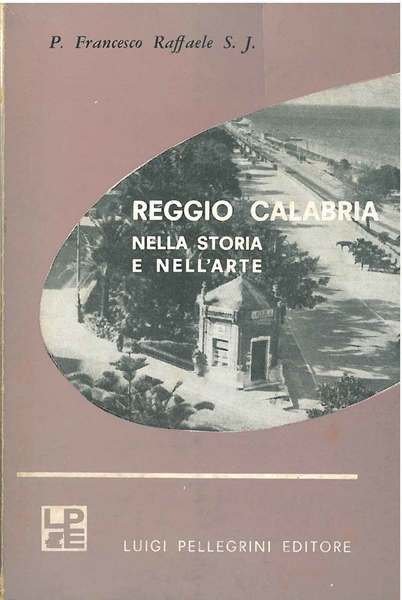 P. Francesco Raffaele S. J.
REGGIO CALABRIA
NELLA STORIA
E NELL'ARTE
LP
E
LUIGI PELLEGRINI EDITORE